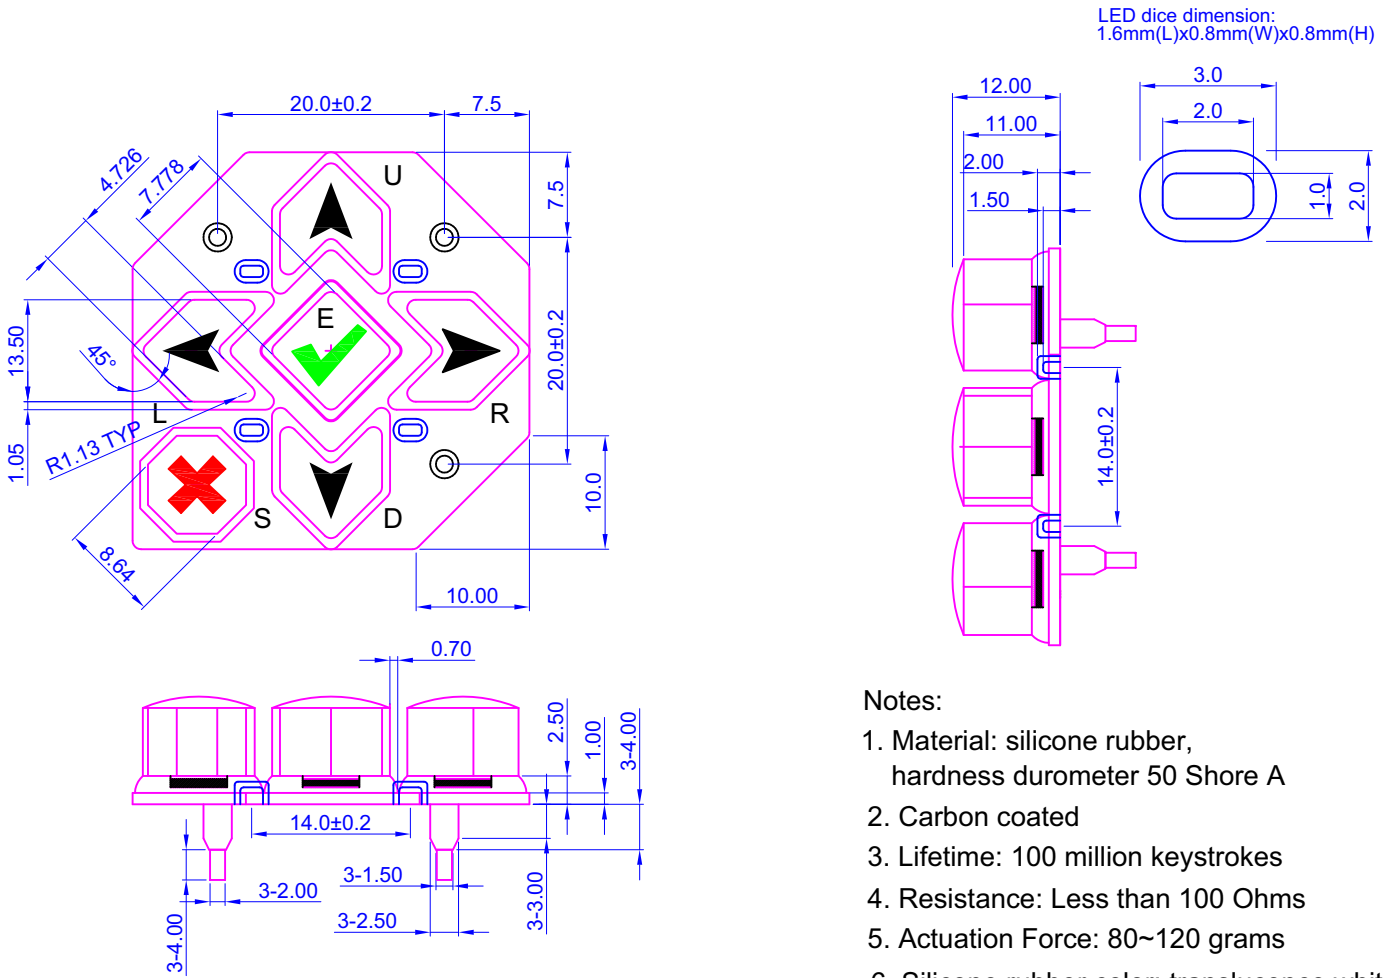 LED dice dimension:
1.6mm(L)x0.8mm(W)x0.8mm(H)
20.0±0.2
7.5
4.726
7.778
U
7.5
E
13.50
45°
20.0±0.2
L
R
1.05
R1.13 TYP
S
D
10.0
8.64
10.00
12.00
11.00
2.00
1.50
3.0
2.0
1.0
2.0
14.0±0.2
0.70
2.50
1.00
3-4.00
14.0±0.2
3-1.50
3-2.00
3-2.50
3-3.00
3-4.00
Notes:
1. Material: silicone rubber,
hardness durometer 50 Shore A
2. Carbon coated
3. Lifetime: 100 million keystrokes
4. Resistance: Less than 100 Ohms
5. Actuation Force: 80~120 grams